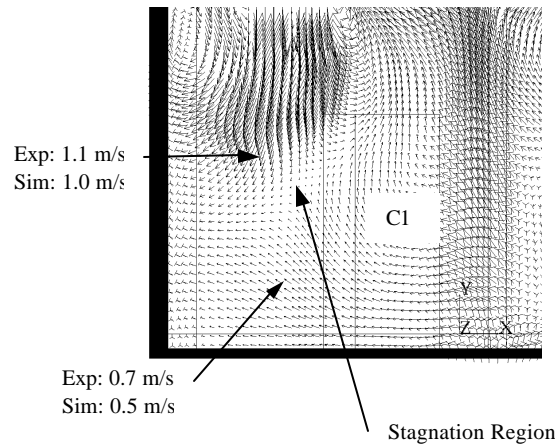 Exp: 1.1 m/s
Sim: 1.0 m/s
C1
Y
Z X
Exp: 0.7 m/s
Sim: 0.5 m/s
Stagnation Region